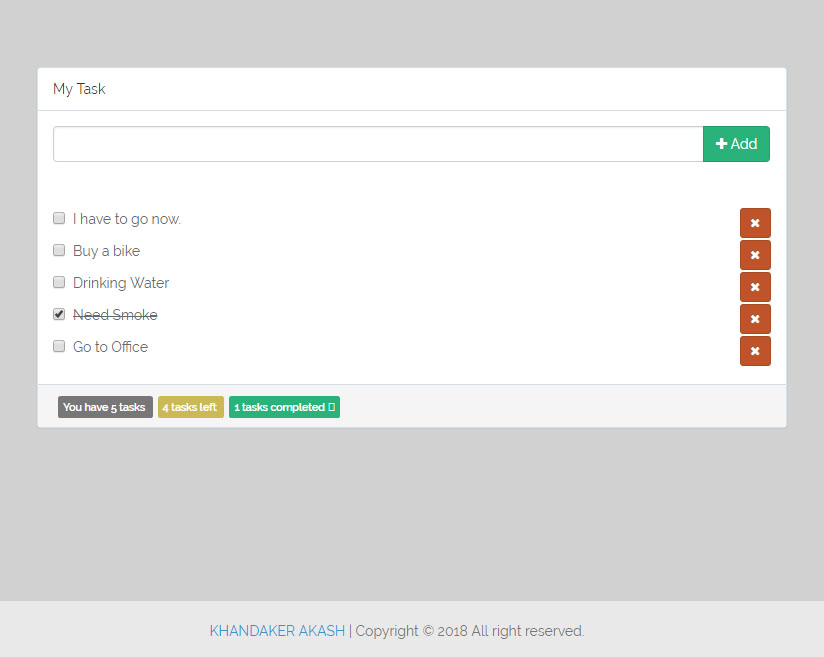 My Task
Add
I have to go now.
Buy a bike
Drinking Water
Need Smoke
Go to Office
You have 5 tasks 4 tasks left 1 tasks completed
KHANDAKER AKASH | Copyright © 2018 All right reserved.